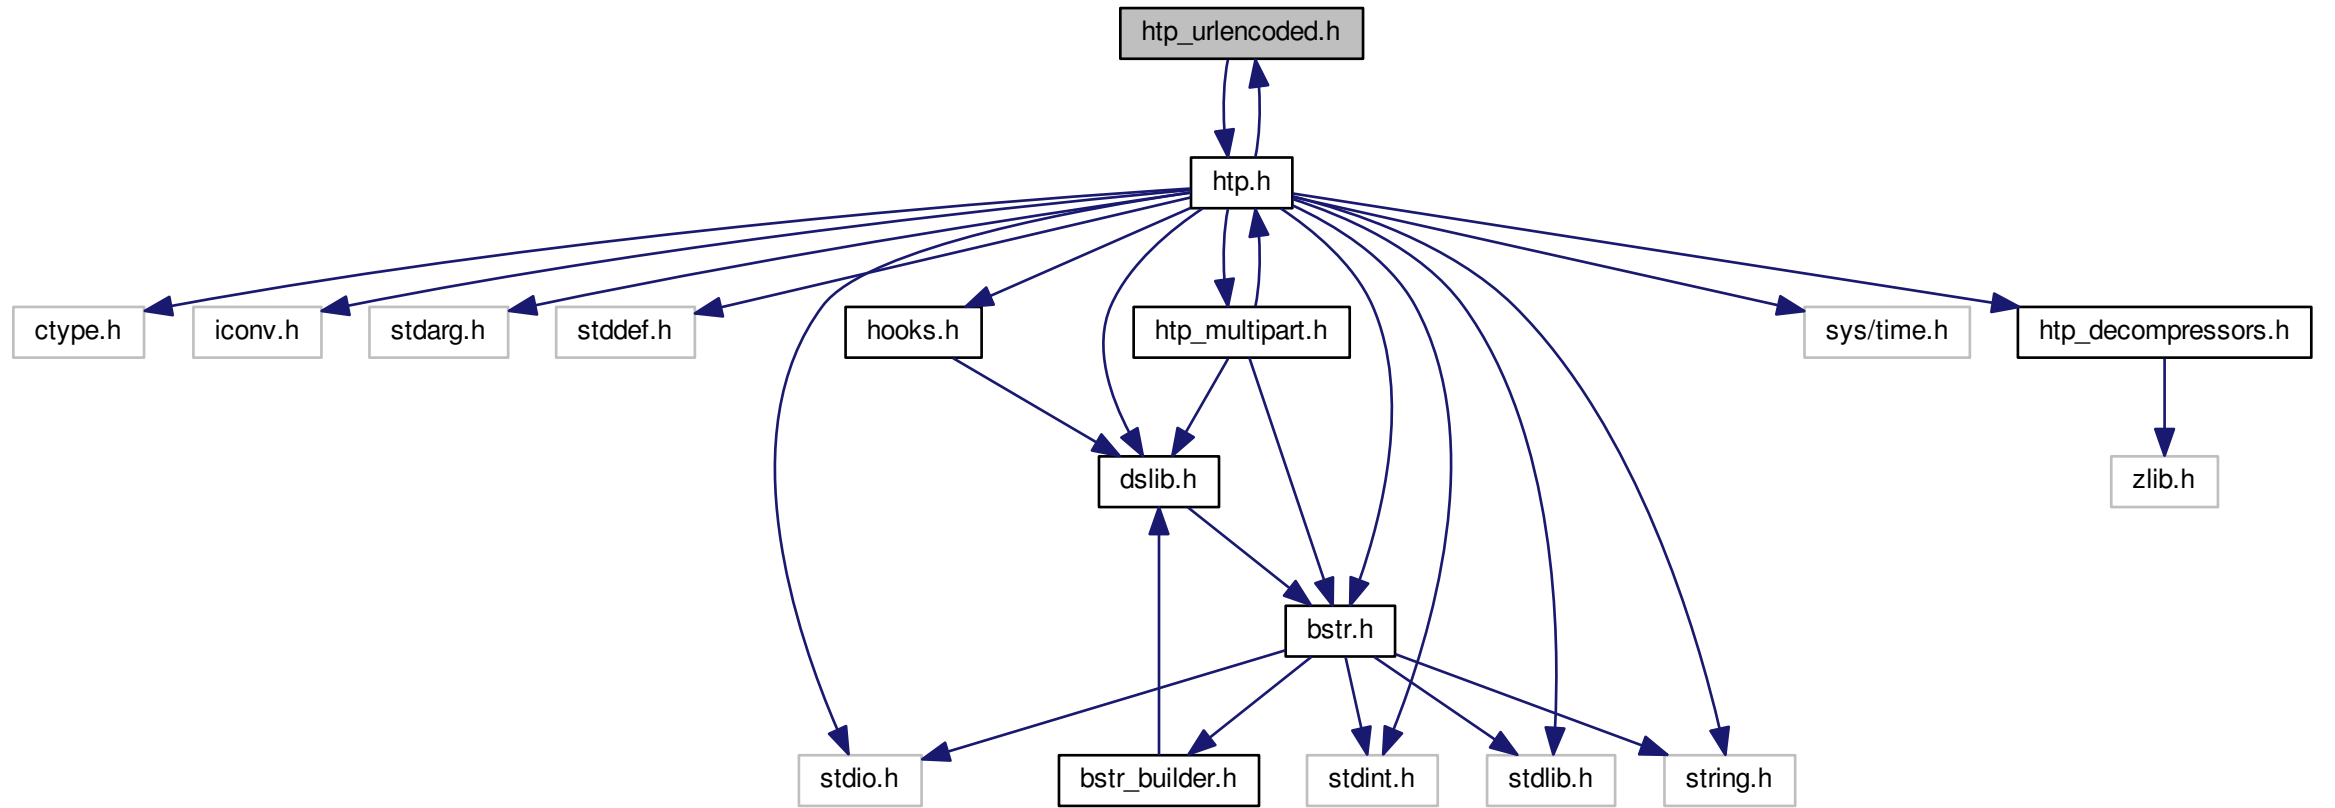 htp_urlencoded.h
htp.h
ctype.h
iconv.h
stdarg.h
stddef.h
hooks.h
htp_multipart.h
sys/time.h
htp_decompressors.h
dslib.h
zlib.h
bstr.h
stdio.h
bstr_builder.h
stdint.h
stdlib.h
string.h